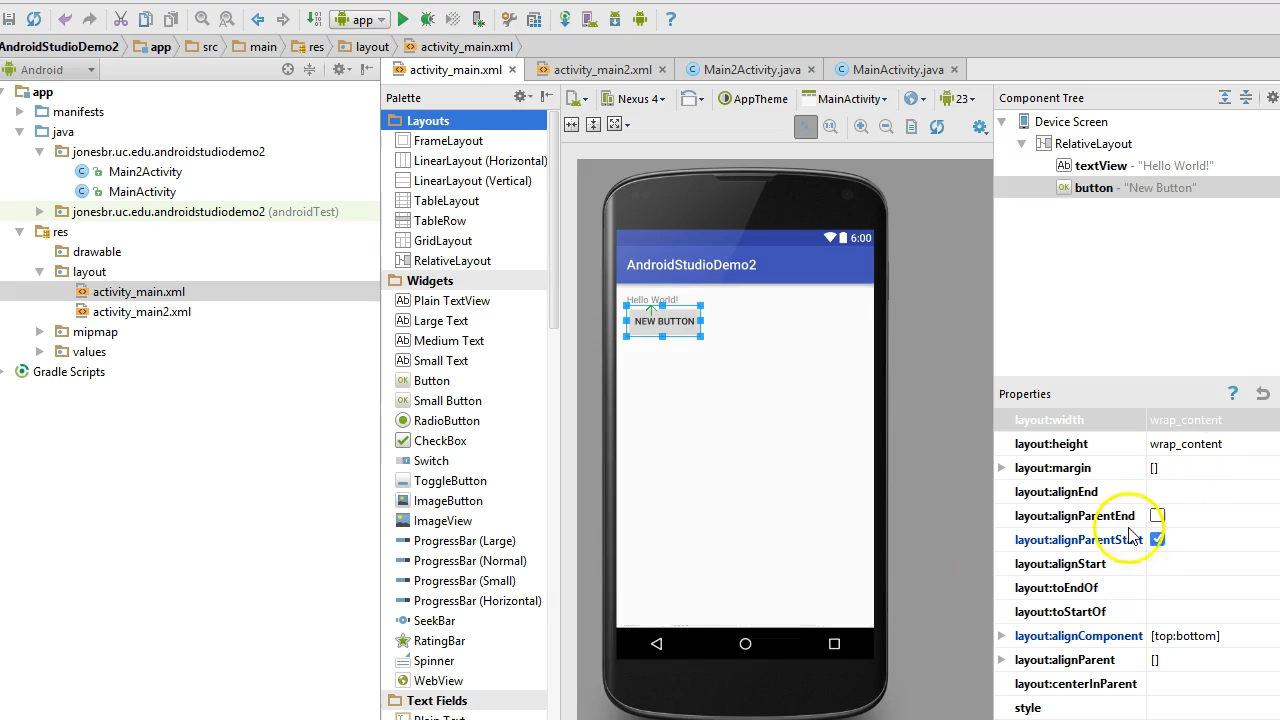 app
AndroidStudioDemo2 app src main res layout activity_main.xml
Android
app
manifests
java
jonesbr.uc.edu.androidstudiodemo2
Main2Activity
MainActivity
jonesbr.uc.edu.androidstudiodemo2 (androidTest)
res
drawable
layout
activity_main.xml
activity_main2.xml
mipmap
values
Gradle Scripts
activity_main.xml activity_main2.xml Main2Activity.java MainActivity.java
Palette
Layouts
FrameLayout
LinearLayout (Horizontal)
LinearLayout (Vertical)
TableLayout
TableRow
GridLayout
RelativeLayout
Widgets
Plain TextView
Large Text
Medium Text
Small Text
Button
Small Button
RadioButton
CheckBox
Switch
ToggleButton
ImageButton
ImageView
ProgressBar (Large)
ProgressBar (Normal)
ProgressBar (Small)
ProgressBar (Horizontal)
SeekBar
RatingBar
Spinner
WebView
Text Fields
Nexus 4 AppTheme MainActivity 23
6:00
AndroidStudioDemo2
Hello World!
NEW BUTTON
Component Tree
Device Screen
RelativeLayout
Ab textView - "Hello World!"
OK button - "New Button"
Properties
layout:width wrap_content
layout:height wrap_content
layout:margin []
layout:alignEnd
layout:alignParentEnd
layout:alignParentStart
layout:alignStart
layout:toEndOf
layout:toStartOf
layout:alignComponent [top:bottom]
layout:alignParent []
layout:centerInParent
style